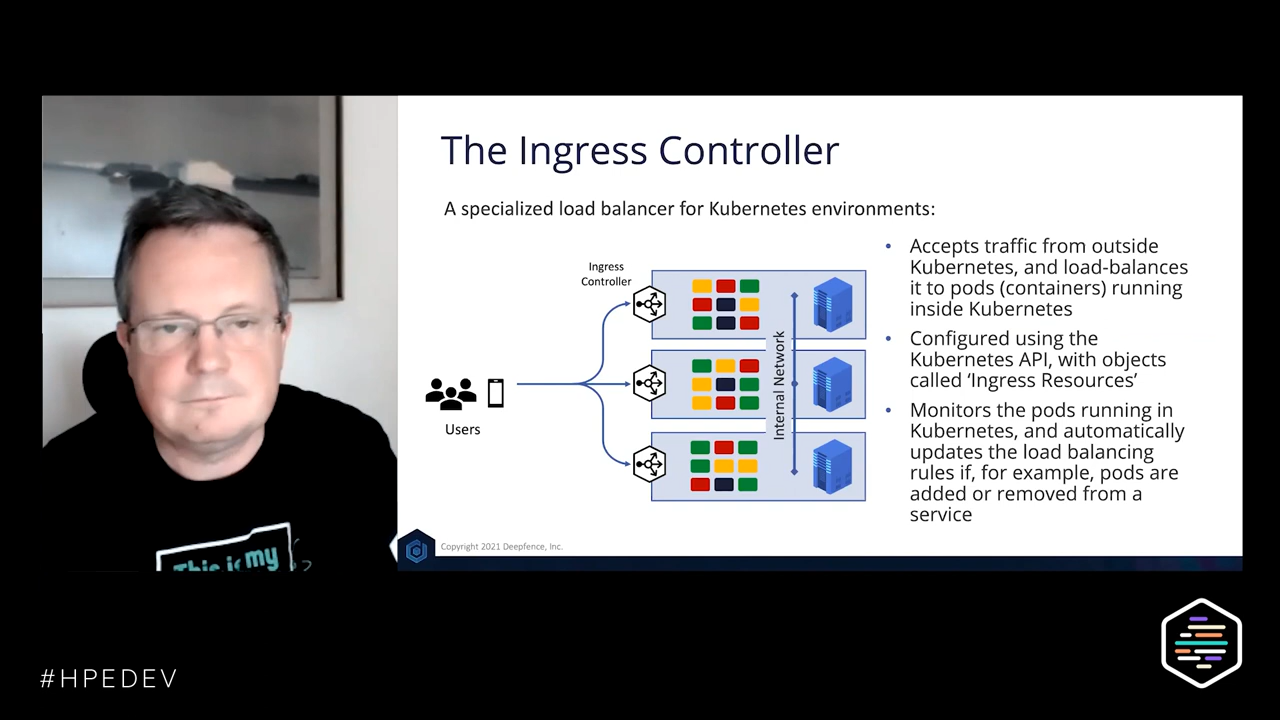 The Ingress Controller
A specialized load balancer for Kubernetes environments:
Ingress
Controller
Users
Internal Network
• Accepts traffic from outside
Kubernetes, and load-balances
it to pods (containers) running
inside Kubernetes
• Configured using the
Kubernetes API, with objects
called ‘Ingress Resources’
• Monitors the pods running in
Kubernetes, and automatically
updates the load balancing
rules if, for example, pods are
added or removed from a
service
This is my
Copyright 2021 Deepfence, Inc.
#HPEDEV